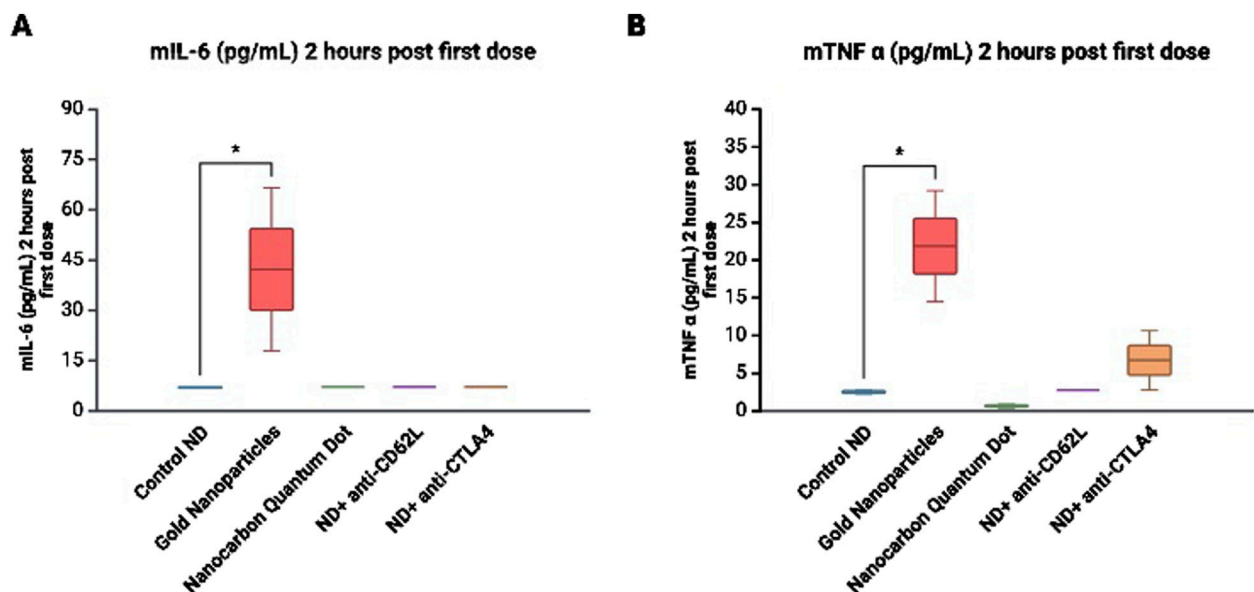 A
mIL-6 (pg/mL) 2 hours post first dose
mIL-6 (pg/mL) 2 hours post
first dose
90
75
60
45
30
15
0
*
Control ND
Gold Nanoparticles
Nanocarbon Quantum Dot
ND+ anti-CD62L
ND+ anti-CTLA4
B
mTNF α (pg/mL) 2 hours post first dose
mTNF α (pg/mL) 2 hours post
first dose
40
35
30
25
20
15
10
5
0
*
Control ND
Gold Nanoparticles
Nanocarbon Quantum Dot
ND+ anti-CD62L
ND+ anti-CTLA4